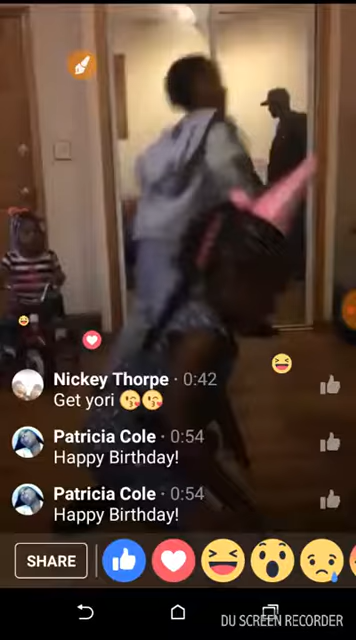 Nickey Thorpe · 0:42
Get yori 😘😘
Patricia Cole · 0:54
Happy Birthday!
Patricia Cole · 0:54
Happy Birthday!
SHARE
DU SCREEN RECORDER